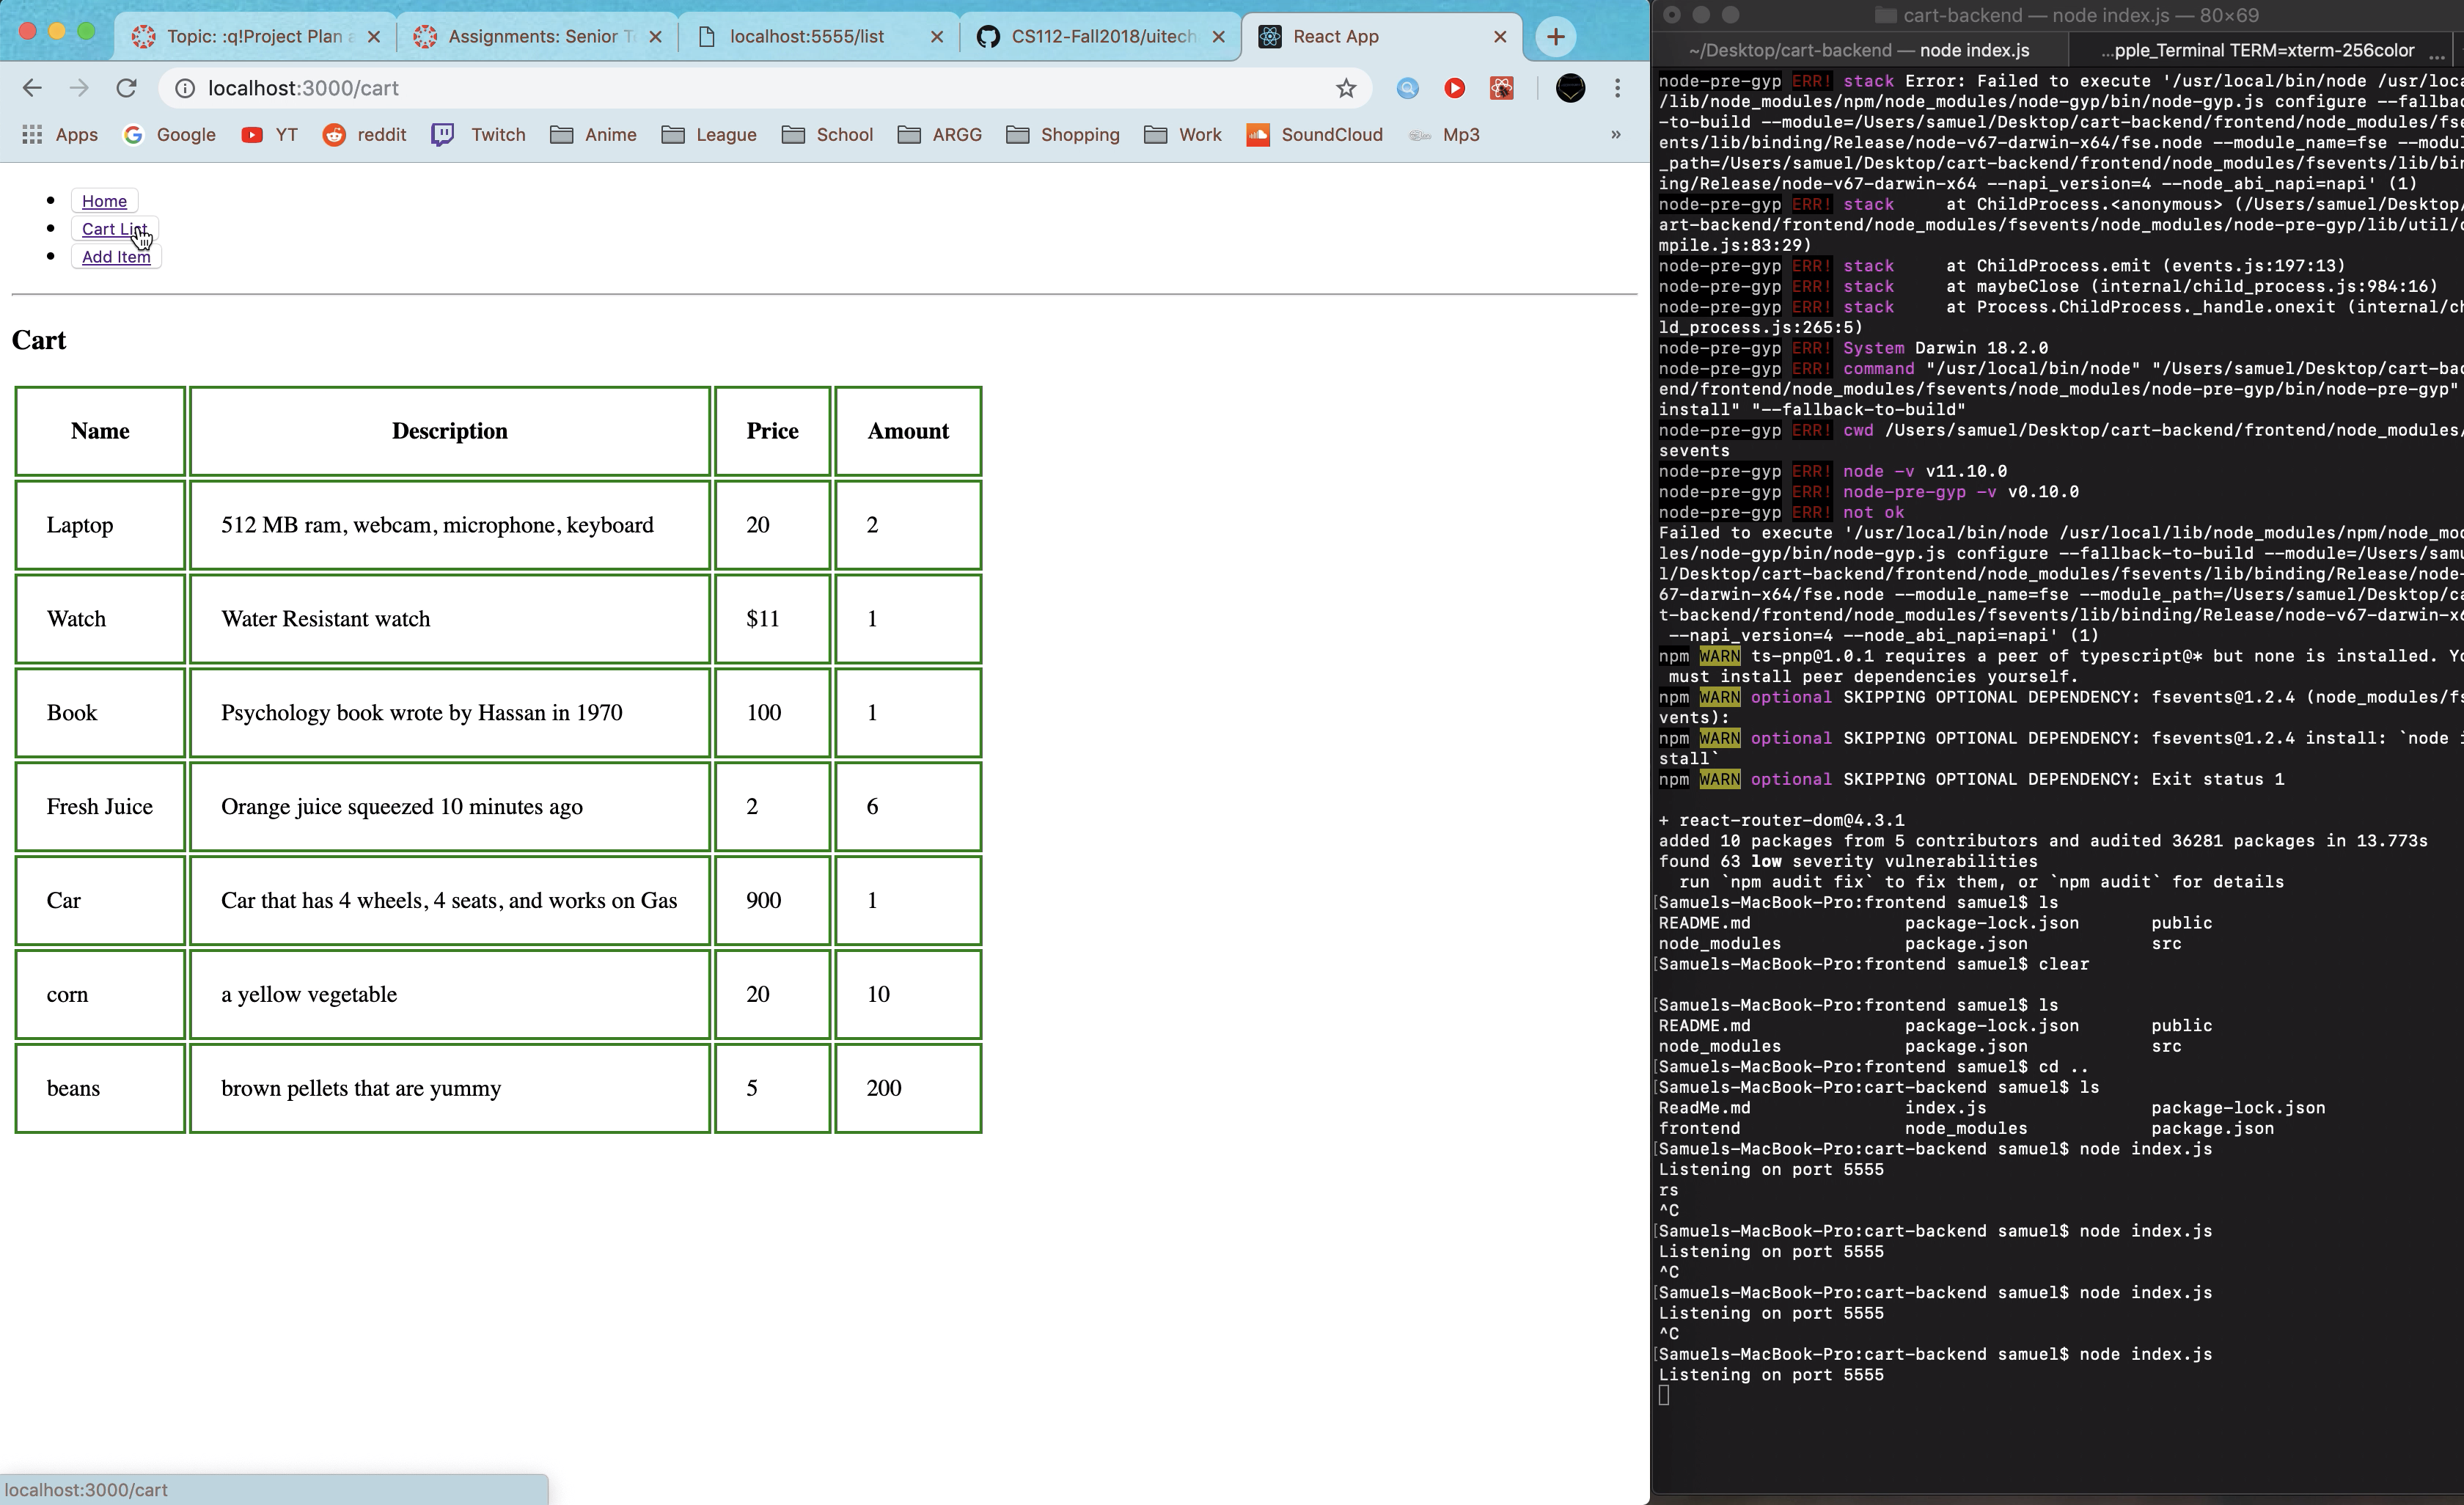 Topic: :q!Project Plan a
Assignments: Senior Te
localhost:5555/list
CS112-Fall2018/uitech
React App
localhost:3000/cart
Apps Google YT reddit Twitch Anime League School ARGG Shopping Work SoundCloud Mp3 »
Home
Cart List
Add Item
Cart
Name Description Price Amount
Laptop 512 MB ram, webcam, microphone, keyboard 20 2
Watch Water Resistant watch $11 1
Book Psychology book wrote by Hassan in 1970 100 1
Fresh Juice Orange juice squeezed 10 minutes ago 2 6
Car Car that has 4 wheels, 4 seats, and works on Gas 900 1
corn a yellow vegetable 20 10
beans brown pellets that are yummy 5 200
localhost:3000/cart
cart-backend — node index.js — 80×69
~/Desktop/cart-backend — node index.js
...pple_Terminal TERM=xterm-256color ...
node-pre-gyp ERR! stack Error: Failed to execute '/usr/local/bin/node /usr/loca
/lib/node_modules/npm/node_modules/node-gyp/bin/node-gyp.js configure --fallba
-to-build --module=/Users/samuel/Desktop/cart-backend/frontend/node_modules/fse
ents/lib/binding/Release/node-v67-darwin-x64/fse.node --module_name=fse --modu
_path=/Users/samuel/Desktop/cart-backend/frontend/node_modules/fsevents/lib/bin
ing/Release/node-v67-darwin-x64 --napi_version=4 --node_abi_napi=napi' (1)
node-pre-gyp ERR! stack     at ChildProcess.<anonymous> (/Users/samuel/Desktop/
art-backend/frontend/node_modules/fsevents/node_modules/node-pre-gyp/lib/util/c
mpile.js:83:29)
node-pre-gyp ERR! stack     at ChildProcess.emit (events.js:197:13)
node-pre-gyp ERR! stack     at maybeClose (internal/child_process.js:984:16)
node-pre-gyp ERR! stack     at Process.ChildProcess._handle.onexit (internal/ch
ld_process.js:265:5)
node-pre-gyp ERR! System Darwin 18.2.0
node-pre-gyp ERR! command "/usr/local/bin/node" "/Users/samuel/Desktop/cart-bac
end/frontend/node_modules/fsevents/node_modules/node-pre-gyp/bin/node-pre-gyp"
install" "--fallback-to-build"
node-pre-gyp ERR! cwd /Users/samuel/Desktop/cart-backend/frontend/node_modules/
sevents
node-pre-gyp ERR! node -v v11.10.0
node-pre-gyp ERR! node-pre-gyp -v v0.10.0
node-pre-gyp ERR! not ok
Failed to execute '/usr/local/bin/node /usr/local/lib/node_modules/npm/node_mod
les/node-gyp/bin/node-gyp.js configure --fallback-to-build --module=/Users/samu
l/Desktop/cart-backend/frontend/node_modules/fsevents/lib/binding/Release/node-
67-darwin-x64/fse.node --module_name=fse --module_path=/Users/samuel/Desktop/ca
t-backend/frontend/node_modules/fsevents/lib/binding/Release/node-v67-darwin-x6
--napi_version=4 --node_abi_napi=napi' (1)
npm WARN ts-pnp@1.0.1 requires a peer of typescript@* but none is installed. Yo
must install peer dependencies yourself.
npm WARN optional SKIPPING OPTIONAL DEPENDENCY: fsevents@1.2.4 (node_modules/fs
vents):
npm WARN optional SKIPPING OPTIONAL DEPENDENCY: fsevents@1.2.4 install: `node i
stall`
npm WARN optional SKIPPING OPTIONAL DEPENDENCY: Exit status 1
+ react-router-dom@4.3.1
added 10 packages from 5 contributors and audited 36281 packages in 13.773s
found 63 low severity vulnerabilities
run `npm audit fix` to fix them, or `npm audit` for details
[Samuels-MacBook-Pro:frontend samuel$ ls
README.md package-lock.json public
node_modules package.json src
[Samuels-MacBook-Pro:frontend samuel$ clear
[Samuels-MacBook-Pro:frontend samuel$ ls
README.md package-lock.json public
node_modules package.json src
[Samuels-MacBook-Pro:frontend samuel$ cd ..
[Samuels-MacBook-Pro:cart-backend samuel$ ls
ReadMe.md index.js package-lock.json
frontend node_modules package.json
[Samuels-MacBook-Pro:cart-backend samuel$ node index.js
Listening on port 5555
rs
^C
[Samuels-MacBook-Pro:cart-backend samuel$ node index.js
Listening on port 5555
^C
[Samuels-MacBook-Pro:cart-backend samuel$ node index.js
Listening on port 5555
^C
[Samuels-MacBook-Pro:cart-backend samuel$ node index.js
Listening on port 5555